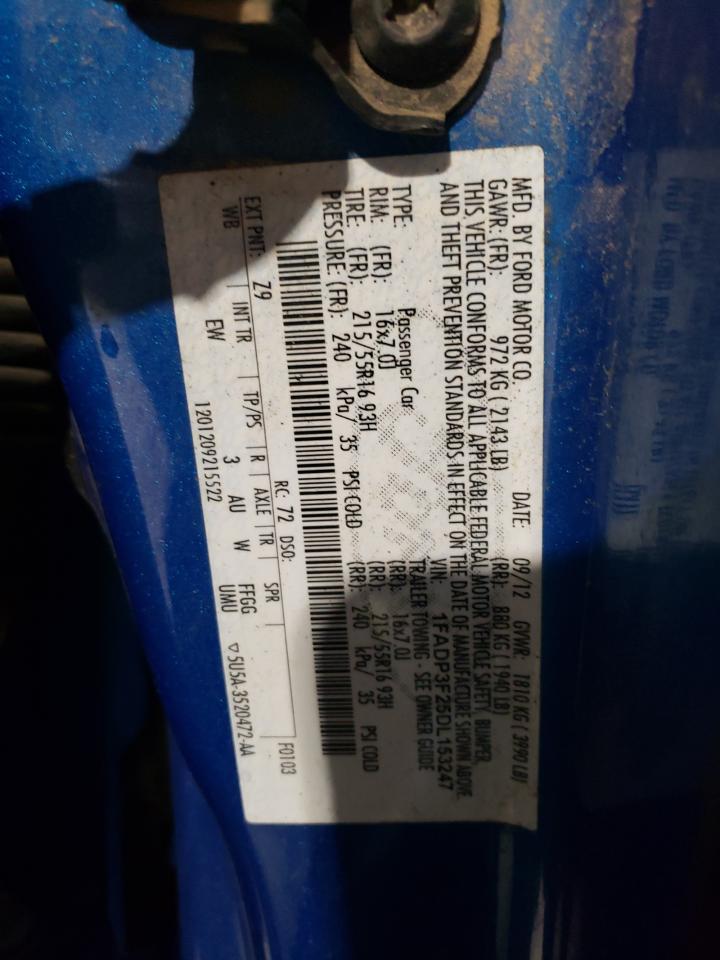 MFD. BY FORD MOTOR CO. DATE: 09/12 GVWR: 1810 KG ( 3990 LB)
GAWR: (FR): 972 KG ( 2143 LB) (RR): 880 KG ( 1940 LB)
THIS VEHICLE CONFORMS TO ALL APPLICABLE FEDERAL MOTOR VEHICLE SAFETY, BUMPER,
AND THEFT PREVENTION STANDARDS IN EFFECT ON THE DATE OF MANUFACTURE SHOWN ABOVE.
VIN: 1FADP3FZ6DL153247
TYPE: Passenger Car TRAILER TOWING - SEE OWNER GUIDE
RIM: (FR): 16x7.0J (RR): 16x7.0J
TIRE: (FR): 215/55R16 93H (RR): 215/55R16 93H
PRESSURE: (FR): 240 kPa/ 35 PSI COLD (RR): 240 kPa/ 35 PSI COLD
F0103
RC: 72 DSO:
EXT PNT: Z9 INT TR TP/PS R AXLE TR SPR
WB EW 3 AU W FFGG
UMU
1201209215522 ▽5U5A-3520472-AA